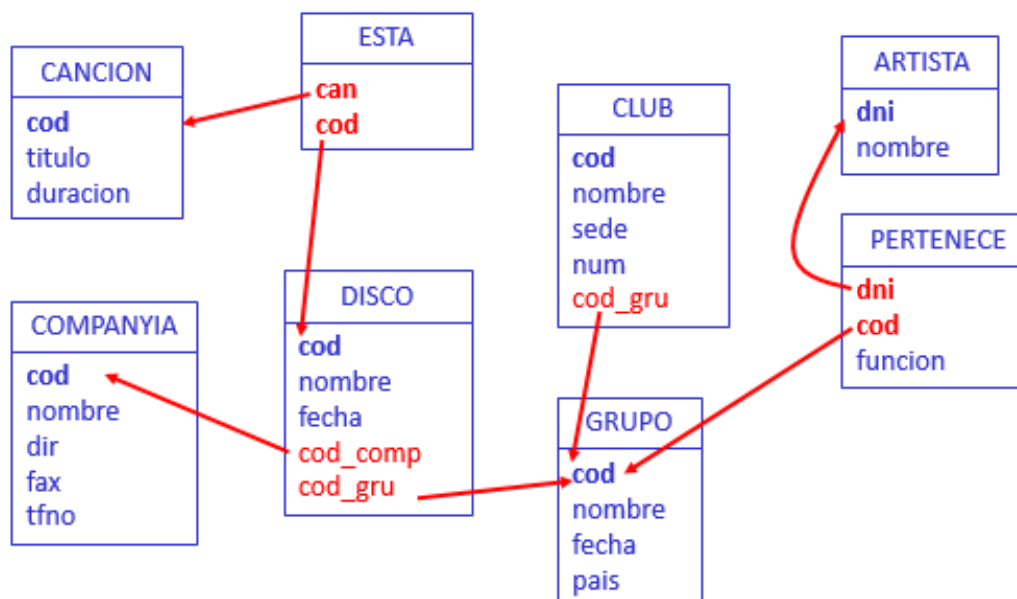 CANCION
cod
titulo
duracion
ESTA
can
cod
CLUB
cod
nombre
sede
num
cod_gru
ARTISTA
dni
nombre
PERTENECE
dni
cod
funcion
COMPANYIA
cod
nombre
dir
fax
tfno
DISCO
cod
nombre
fecha
cod_comp
cod_gru
GRUPO
cod
nombre
fecha
pais